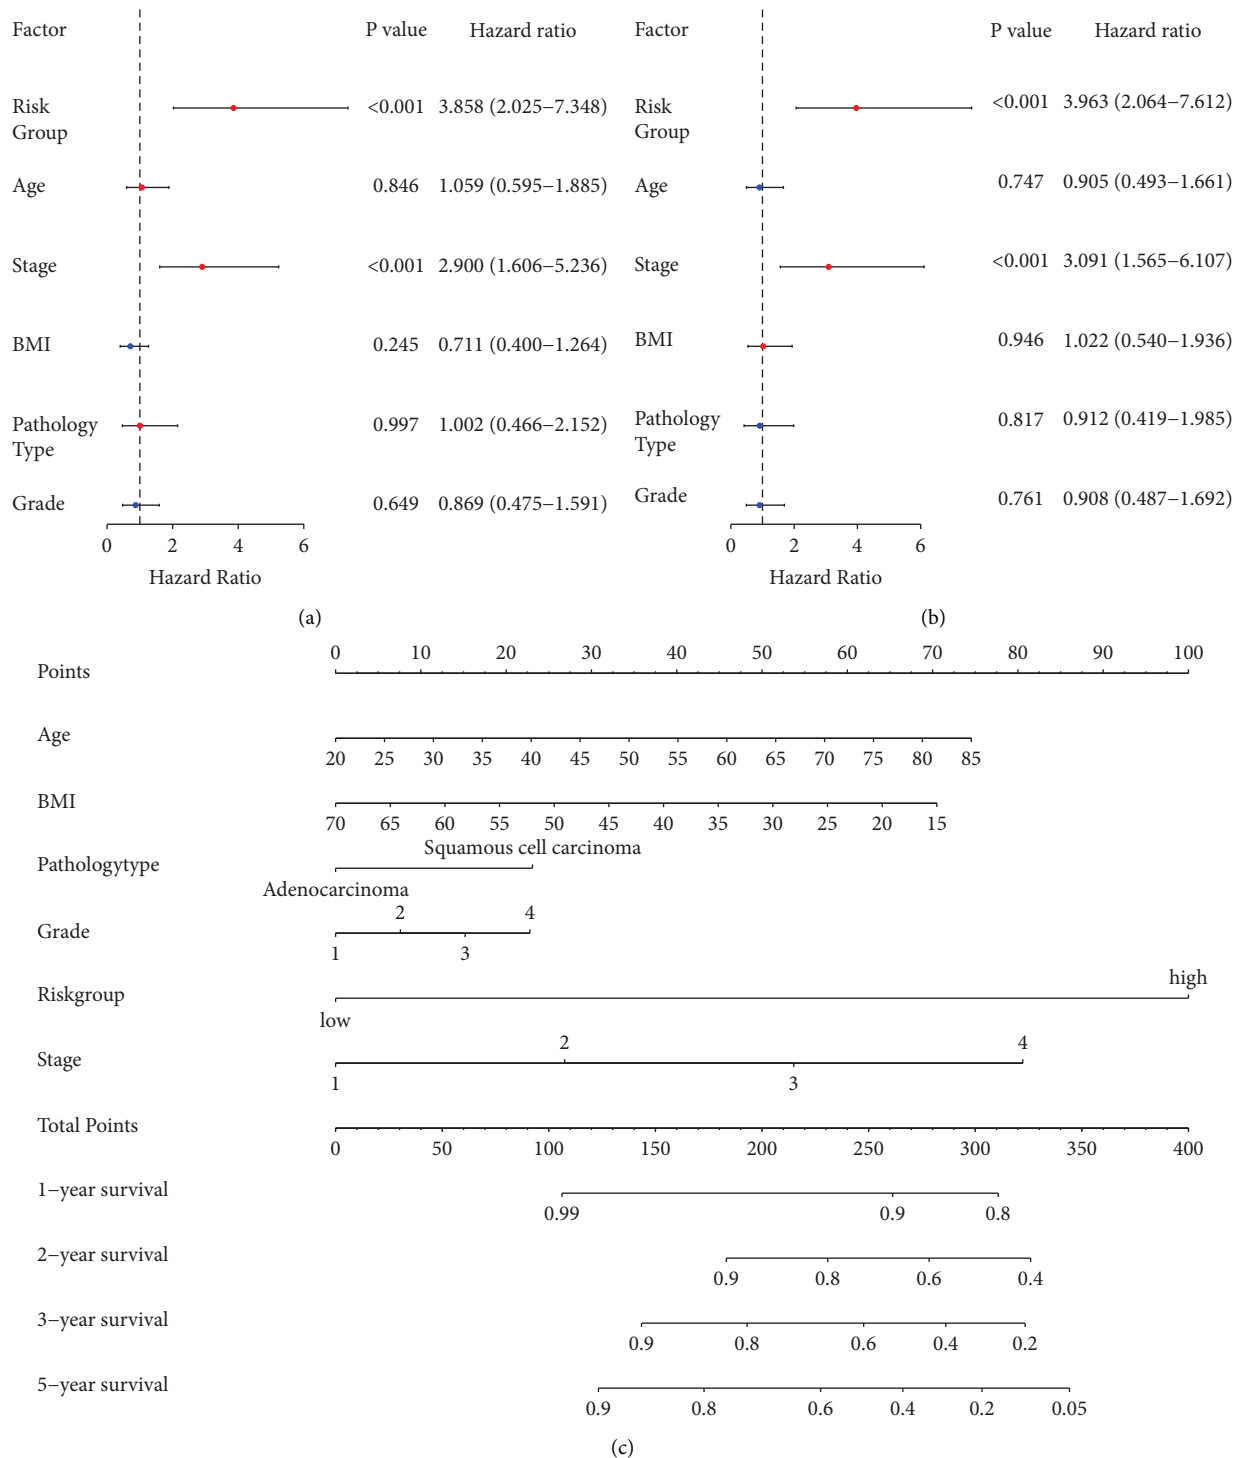 Factor P value Hazard ratio
Risk Group <0.001 3.858 (2.025−7.348)
Age 0.846 1.059 (0.595−1.885)
Stage <0.001 2.900 (1.606−5.236)
BMI 0.245 0.711 (0.400−1.264)
Pathology Type 0.997 1.002 (0.466−2.152)
Grade 0.649 0.869 (0.475−1.591)
0 2 4 6
Hazard Ratio
(a)
Factor P value Hazard ratio
Risk Group <0.001 3.963 (2.064−7.612)
Age 0.747 0.905 (0.493−1.661)
Stage <0.001 3.091 (1.565−6.107)
BMI 0.946 1.022 (0.540−1.936)
Pathology Type 0.817 0.912 (0.419−1.985)
Grade 0.761 0.908 (0.487−1.692)
0 2 4 6
Hazard Ratio
(b)
0 10 20 30 40 50 60 70 80 90 100
Points
Age
20 25 30 35 40 45 50 55 60 65 70 75 80 85
BMI
70 65 60 55 50 45 40 35 30 25 20 15
Squamous cell carcinoma
Pathologytype
Adenocarcinoma
2 4
Grade
1 3
high
Riskgroup
low
2 4
Stage
1 3
Total Points
0 50 100 150 200 250 300 350 400
1−year survival
0.99 0.9 0.8
2−year survival
0.9 0.8 0.6 0.4
3−year survival
0.9 0.8 0.6 0.4 0.2
5−year survival
0.9 0.8 0.6 0.4 0.2 0.05
(c)